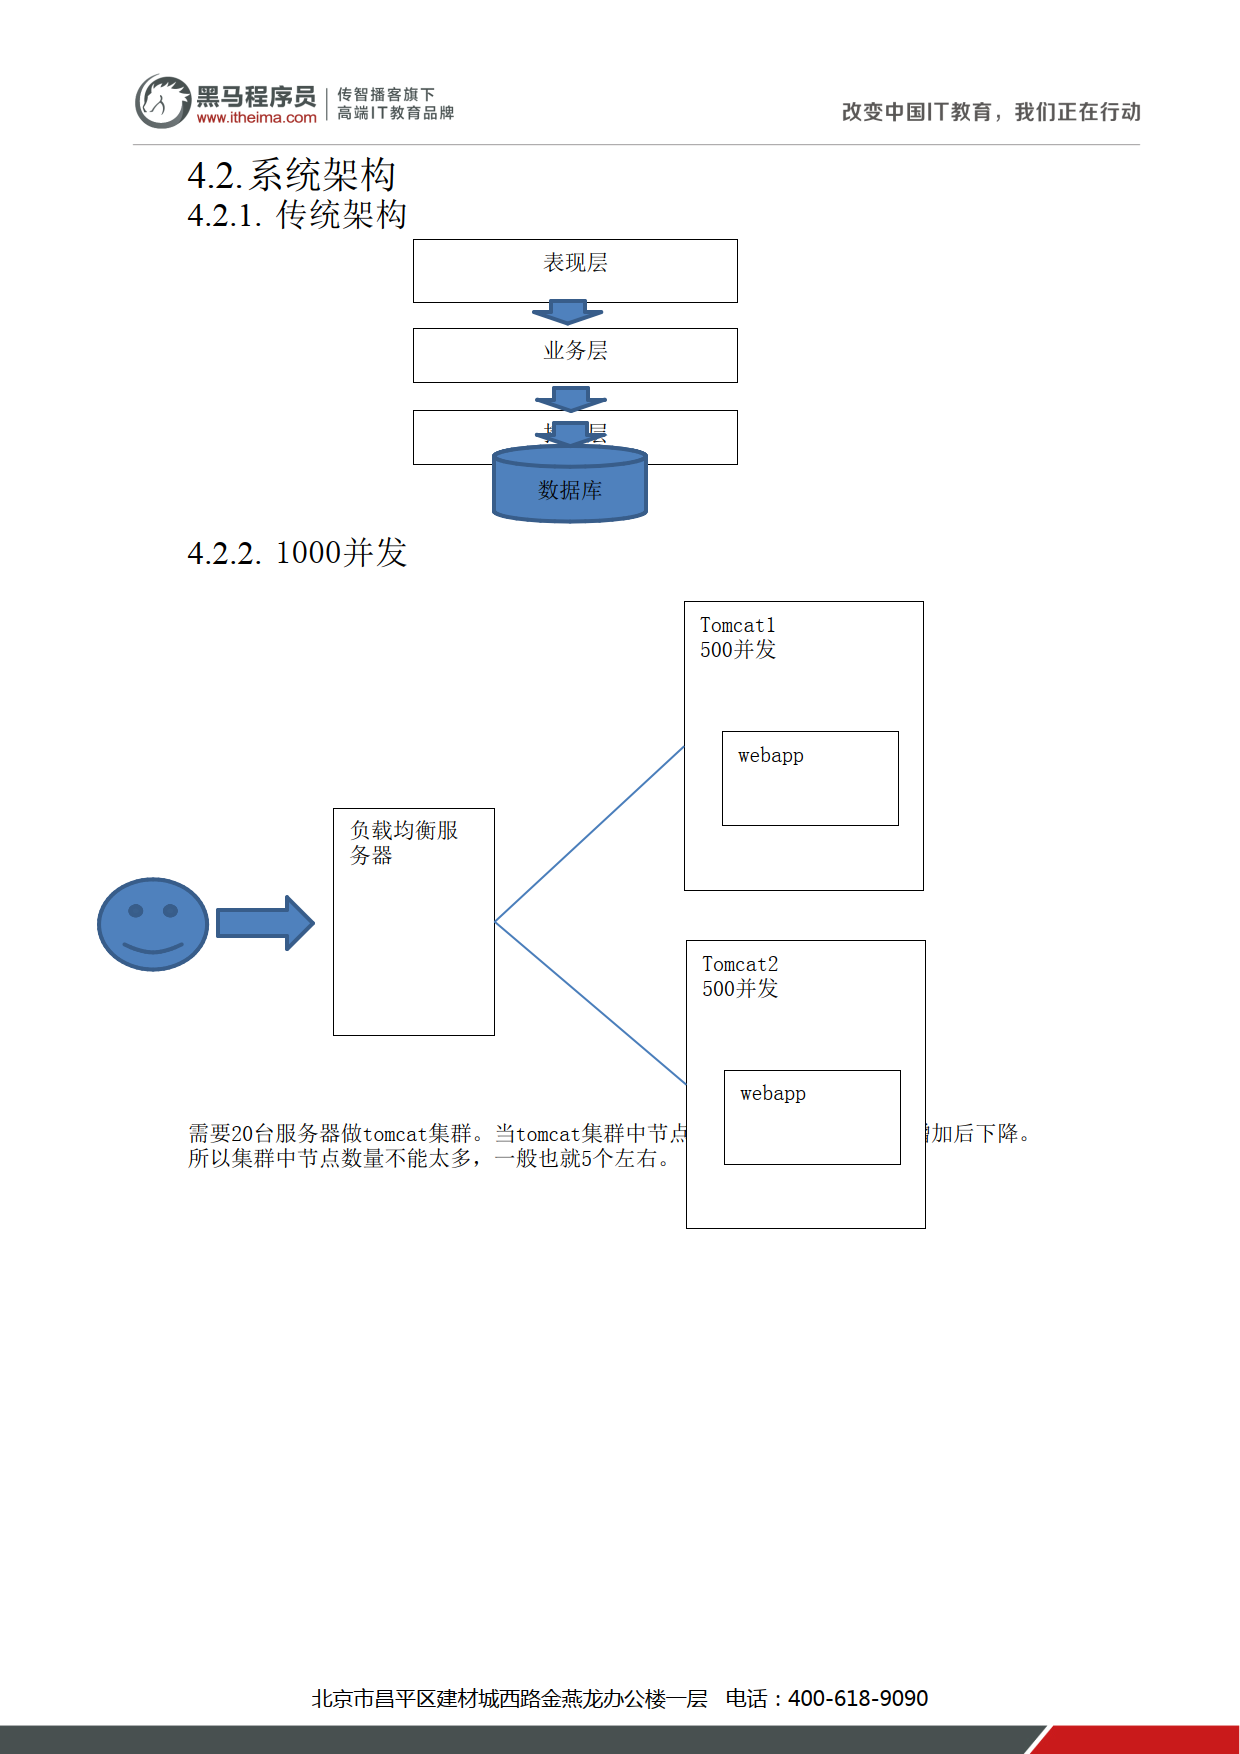 黑马程序员
www.itheima.com
传智播客旗下
高端IT教育品牌
改变中国IT教育，我们正在行动
4.2.系统架构
4.2.1. 传统架构
表现层
业务层
层
数据库
4.2.2. 1000并发
Tomcat1
500并发
webapp
负载均衡服
务器
Tomcat2
500并发
webapp
需要20台服务器做tomcat集群。当tomcat集群中节点 加后下降。
所以集群中节点数量不能太多，一般也就5个左右。
北京市昌平区建材城西路金燕龙办公楼一层 电话：400-618-9090